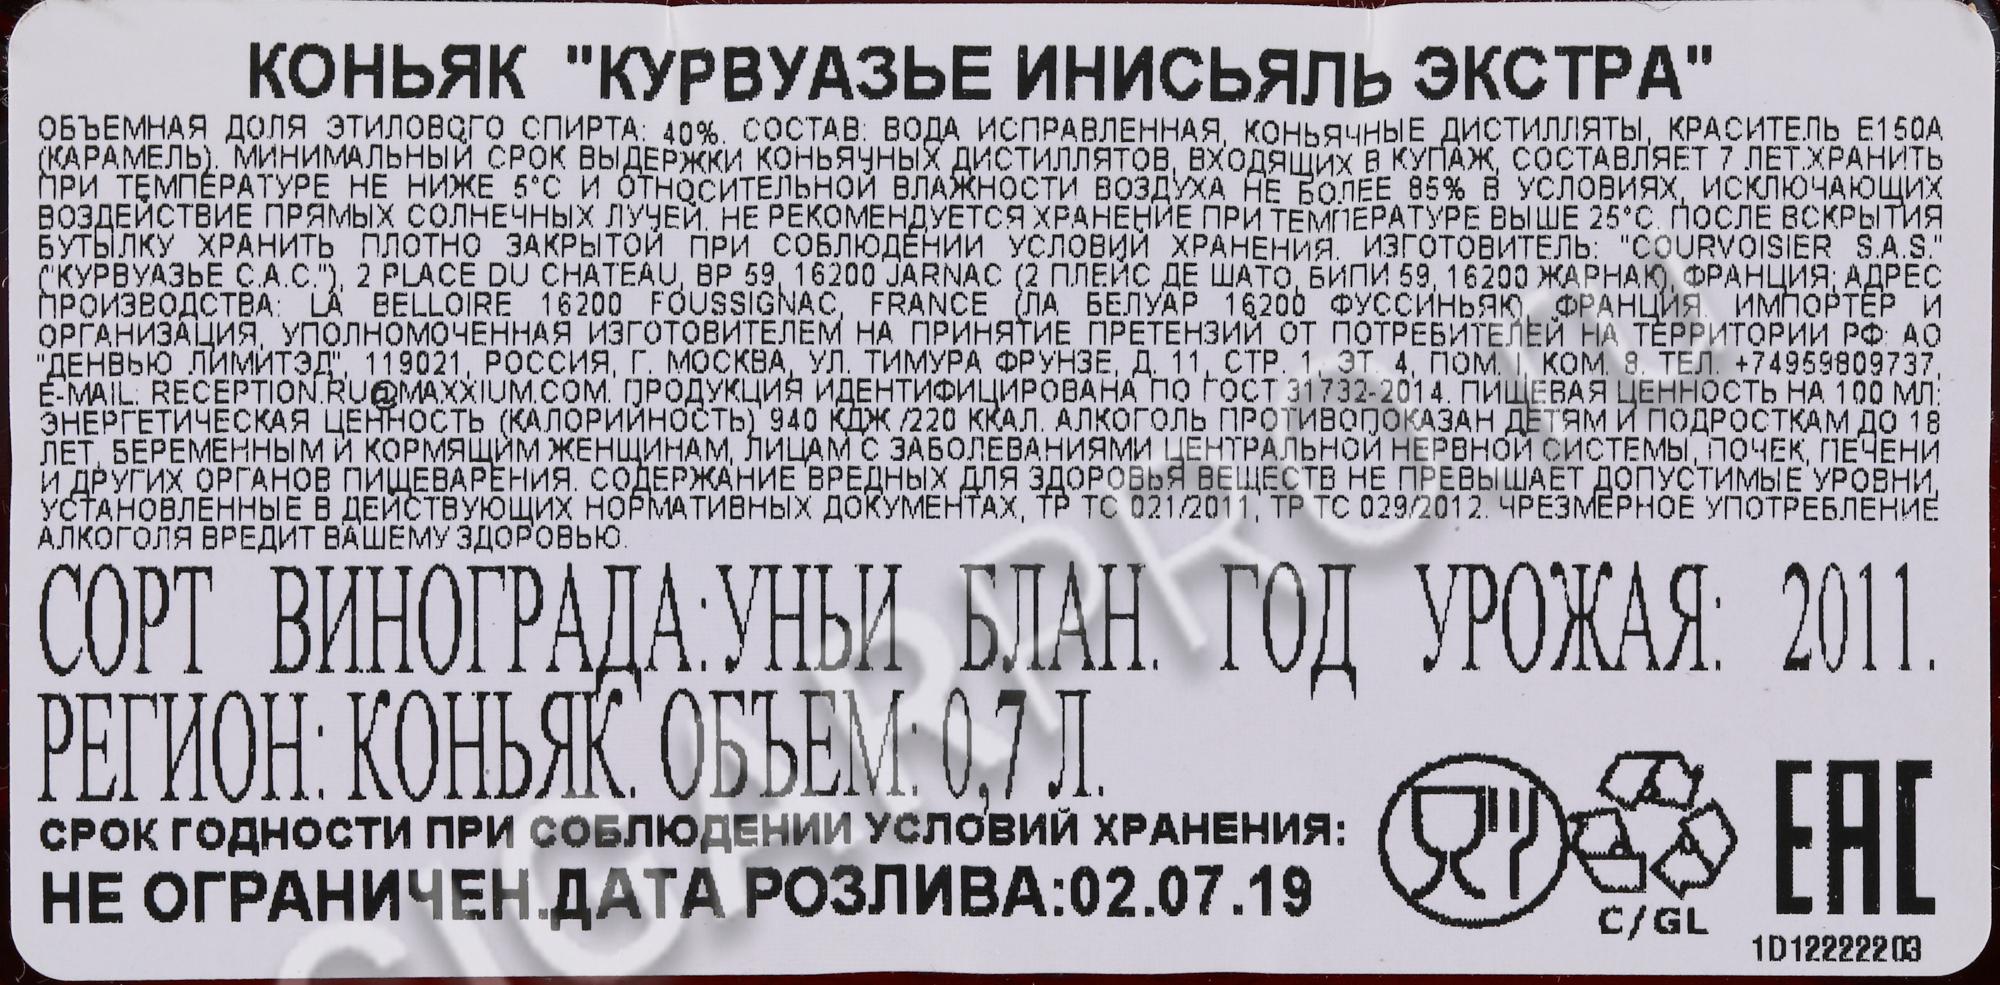 КОНЬЯК "КУРВУАЗЬЕ ИНИСЬЯЛЬ ЭКСТРА"
ОБЪЕМНАЯ ДОЛЯ ЭТИЛОВОГО СПИРТА: 40%. СОСТАВ: ВОДА ИСПРАВЛЕННАЯ, КОНЬЯЧНЫЕ ДИСТИЛЛЯТЫ, КРАСИТЕЛЬ Е150А
(КАРАМЕЛЬ). МИНИМАЛЬНЫЙ СРОК ВЫДЕРЖКИ КОНЬЯЧНЫХ ДИСТИЛЛЯТОВ, ВХОДЯЩИХ В КУПАЖ, СОСТАВЛЯЕТ 7 ЛЕТ.ХРАНИТЬ
ПРИ ТЕМПЕРАТУРЕ НЕ НИЖЕ 5°С И ОТНОСИТЕЛЬНОЙ ВЛАЖНОСТИ ВОЗДУХА НЕ БОЛЕЕ 85% В УСЛОВИЯХ, ИСКЛЮЧАЮЩИХ
ВОЗДЕЙСТВИЕ ПРЯМЫХ СОЛНЕЧНЫХ ЛУЧЕЙ. НЕ РЕКОМЕНДУЕТСЯ ХРАНЕНИЕ ПРИ ТЕМПЕРАТУРЕ ВЫШЕ 25°С. ПОСЛЕ ВСКРЫТИЯ
БУТЫЛКУ ХРАНИТЬ ПЛОТНО ЗАКРЫТОЙ ПРИ СОБЛЮДЕНИИ УСЛОВИЙ ХРАНЕНИЯ. ИЗГОТОВИТЕЛЬ: "COURVOISIER S.A.S."
("КУРВУАЗЬЕ С.А.С."), 2 PLACE DU CHATEAU, BP 59, 16200 JARNAC (2 ПЛЕЙС ДЕ ШАТО, БИПИ 59, 16200 ЖАРНАК), ФРАНЦИЯ; АДРЕС
ПРОИЗВОДСТВА: LA BELLOIRE 16200 FOUSSIGNAC, FRANCE (ЛА БЕЛУАР 16200 ФУССИНЬЯК), ФРАНЦИЯ. ИМПОРТЕР И
ОРГАНИЗАЦИЯ, УПОЛНОМОЧЕННАЯ ИЗГОТОВИТЕЛЕМ НА ПРИНЯТИЕ ПРЕТЕНЗИЙ ОТ ПОТРЕБИТЕЛЕЙ НА ТЕРРИТОРИИ РФ: АО
"ДЕНВЬЮ ЛИМИТЭД", 119021, РОССИЯ, Г. МОСКВА, УЛ. ТИМУРА ФРУНЗЕ, Д. 11, СТР. 1, ЭТ. 4, ПОМ. I, КОМ. 8. ТЕЛ. +74959809737,
E-MAIL: RECEPTION.RU@MAXXIUM.COM. ПРОДУКЦИЯ ИДЕНТИФИЦИРОВАНА ПО ГОСТ 31732-2014. ПИЩЕВАЯ ЦЕННОСТЬ НА 100 МЛ:
ЭНЕРГЕТИЧЕСКАЯ ЦЕННОСТЬ (КАЛОРИЙНОСТЬ) 940 КДЖ /220 ККАЛ. АЛКОГОЛЬ ПРОТИВОПОКАЗАН ДЕТЯМ И ПОДРОСТКАМ ДО 18
ЛЕТ, БЕРЕМЕННЫМ И КОРМЯЩИМ ЖЕНЩИНАМ, ЛИЦАМ С ЗАБОЛЕВАНИЯМИ ЦЕНТРАЛЬНОЙ НЕРВНОЙ СИСТЕМЫ, ПОЧЕК, ПЕЧЕНИ
И ДРУГИХ ОРГАНОВ ПИЩЕВАРЕНИЯ. СОДЕРЖАНИЕ ВРЕДНЫХ ДЛЯ ЗДОРОВЬЯ ВЕЩЕСТВ НЕ ПРЕВЫШАЕТ ДОПУСТИМЫЕ УРОВНИ,
УСТАНОВЛЕННЫЕ В ДЕЙСТВУЮЩИХ НОРМАТИВНЫХ ДОКУМЕНТАХ, ТР ТС 021/2011, ТР ТС 029/2012. ЧРЕЗМЕРНОЕ УПОТРЕБЛЕНИЕ
АЛКОГОЛЯ ВРЕДИТ ВАШЕМУ ЗДОРОВЬЮ.
СОРТ ВИНОГРАДА:УНЬИ БЛАН. ГОД УРОЖАЯ: 2011.
РЕГИОН: КОНЬЯК. ОБЪЕМ: 0,7 Л.
СРОК ГОДНОСТИ ПРИ СОБЛЮДЕНИИ УСЛОВИЙ ХРАНЕНИЯ:
НЕ ОГРАНИЧЕН.ДАТА РОЗЛИВА:02.07.19
C/GL
EAC
1D12222203
CIGARPRO.ru